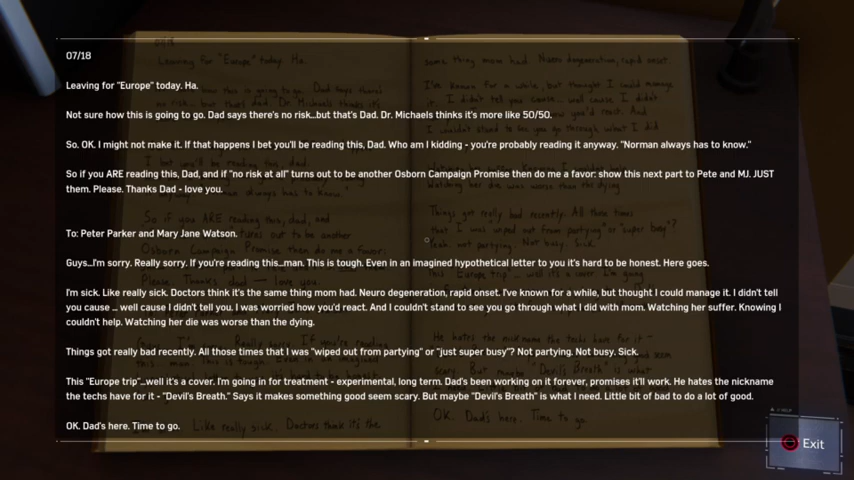 07/18
Leaving for "Europe" today. Ha.
Not sure how this is going to go. Dad says there's no risk...but that's Dad. Dr. Michaels thinks it's more like 50/50.
So. OK. I might not make it. If that happens I bet you'll be reading this, Dad. Who am I kidding - you're probably reading it anyway. "Norman always has to know."
So if you ARE reading this, Dad, and if "no risk at all" turns out to be another Osborn Campaign Promise then do me a favor: show this next part to Pete and MJ. JUST
them. Please. Thanks Dad - love you.
To: Peter Parker and Mary Jane Watson.
Guys...I'm sorry. Really sorry. If you're reading this...man. This is tough. Even in an imagined hypothetical letter to you it's hard to be honest. Here goes.
I'm sick. Like really sick. Doctors think it's the same thing mom had. Neuro degeneration, rapid onset. I've known for a while, but thought I could manage it. I didn't tell
you cause ... well cause I didn't tell you. I was worried how you'd react. And I couldn't stand to see you go through what I did with mom. Watching her suffer. Knowing I
couldn't help. Watching her die was worse than the dying.
Things got really bad recently. All those times that I was "wiped out from partying" or "just super busy"? Not partying. Not busy. Sick.
This "Europe trip"...well it's a cover. I'm going in for treatment - experimental, long term. Dad's been working on it forever, promises it'll work. He hates the nickname
the techs have for it - "Devil's Breath." Says it makes something good seem scary. But maybe "Devil's Breath" is what I need. Little bit of bad to do a lot of good.
OK. Dad's here. Time to go.
Exit